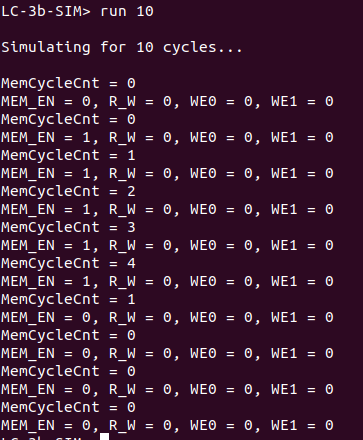 LC-3b-SIM> run 10
Simulating for 10 cycles...
MemCycleCnt = 0
MEM_EN = 0, R_W = 0, WE0 = 0, WE1 = 0
MemCycleCnt = 0
MEM_EN = 1, R_W = 0, WE0 = 0, WE1 = 0
MemCycleCnt = 1
MEM_EN = 1, R_W = 0, WE0 = 0, WE1 = 0
MemCycleCnt = 2
MEM_EN = 1, R_W = 0, WE0 = 0, WE1 = 0
MemCycleCnt = 3
MEM_EN = 1, R_W = 0, WE0 = 0, WE1 = 0
MemCycleCnt = 4
MEM_EN = 1, R_W = 0, WE0 = 0, WE1 = 0
MemCycleCnt = 1
MEM_EN = 0, R_W = 0, WE0 = 0, WE1 = 0
MemCycleCnt = 0
MEM_EN = 0, R_W = 0, WE0 = 0, WE1 = 0
MemCycleCnt = 0
MEM_EN = 0, R_W = 0, WE0 = 0, WE1 = 0
MemCycleCnt = 0
MEM_EN = 0, R_W = 0, WE0 = 0, WE1 = 0